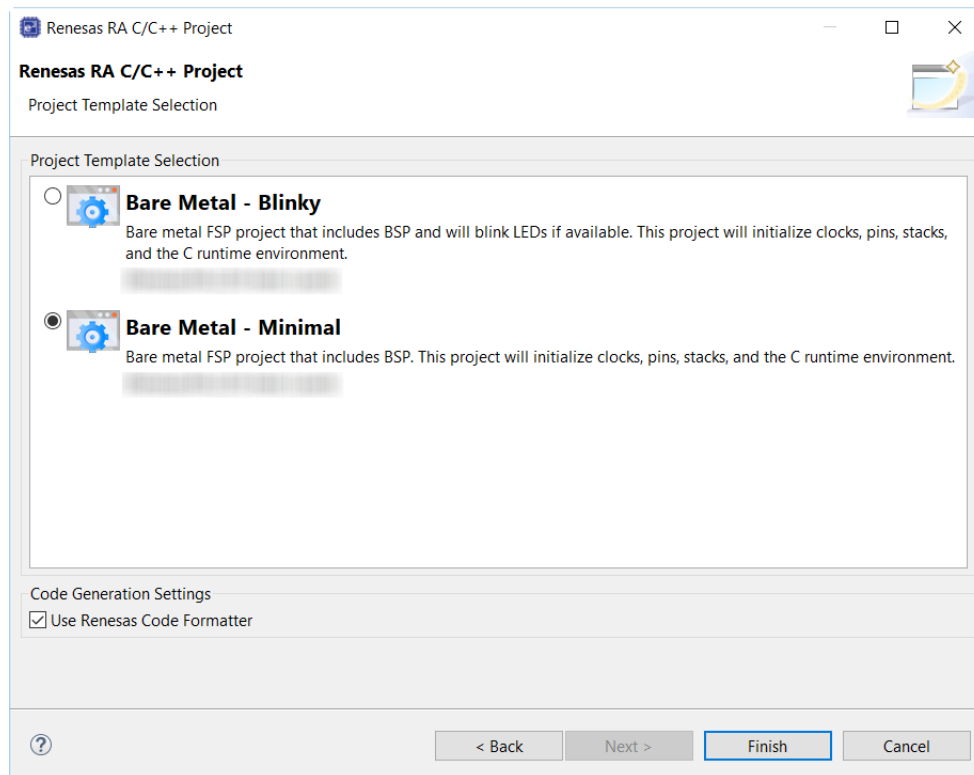 Renesas RA C/C++ Project
Renesas RA C/C++ Project
Project Template Selection
Project Template Selection
Bare Metal - Blinky
Bare metal FSP project that includes BSP and will blink LEDs if available. This project will initialize clocks, pins, stacks,
and the C runtime environment.
Bare Metal - Minimal
Bare metal FSP project that includes BSP. This project will initialize clocks, pins, stacks, and the C runtime environment.
Code Generation Settings
Use Renesas Code Formatter
? < Back Next > Finish Cancel